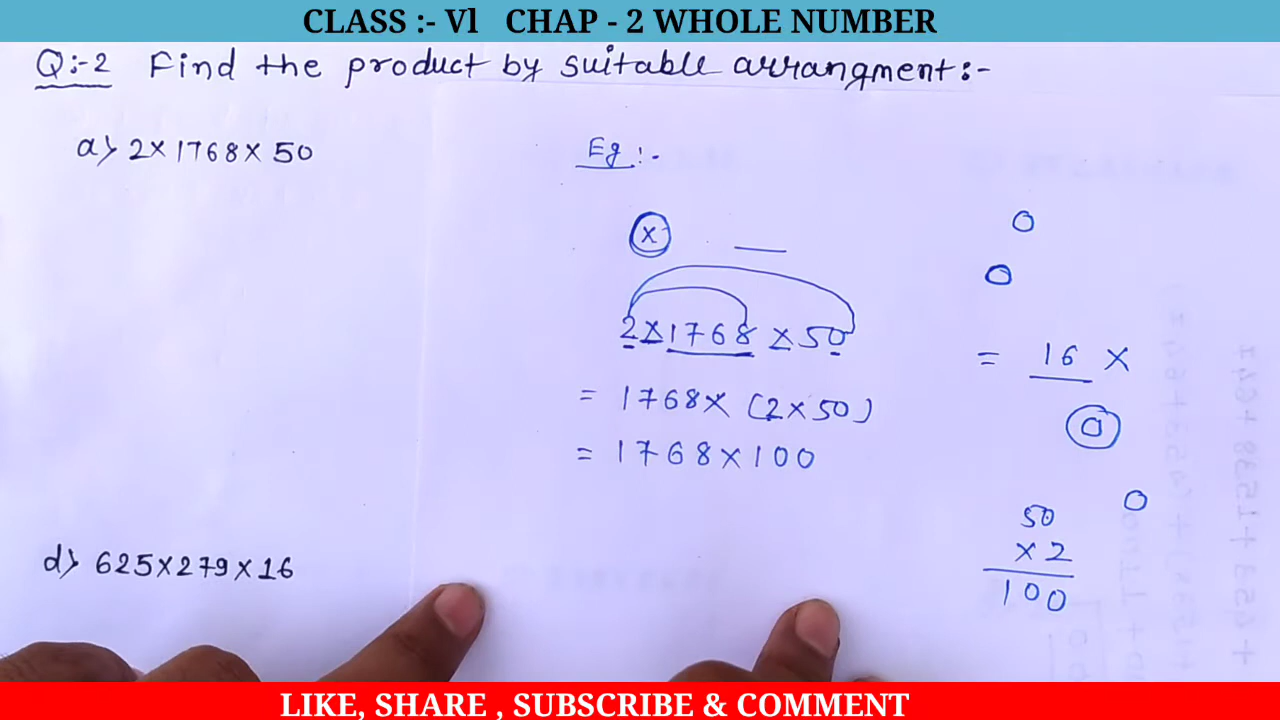 CLASS :- Vl CHAP - 2 WHOLE NUMBER
Q:-2 Find the product by suitable arrangment:-
a) 2×1768×50
Eg:-
×
2×1768×50
= 1768×(2×50)
= 1768×100
0
0
= 16 ×
0
0
50
×2
100
d) 625×279×16
LIKE, SHARE , SUBSCRIBE & COMMENT